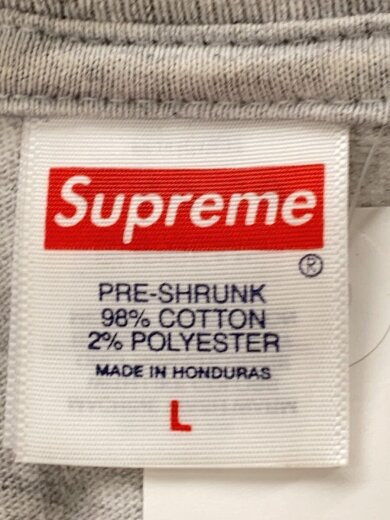 Supreme
®
PRE-SHRUNK
98% COTTON
2% POLYESTER
MADE IN HONDURAS
L